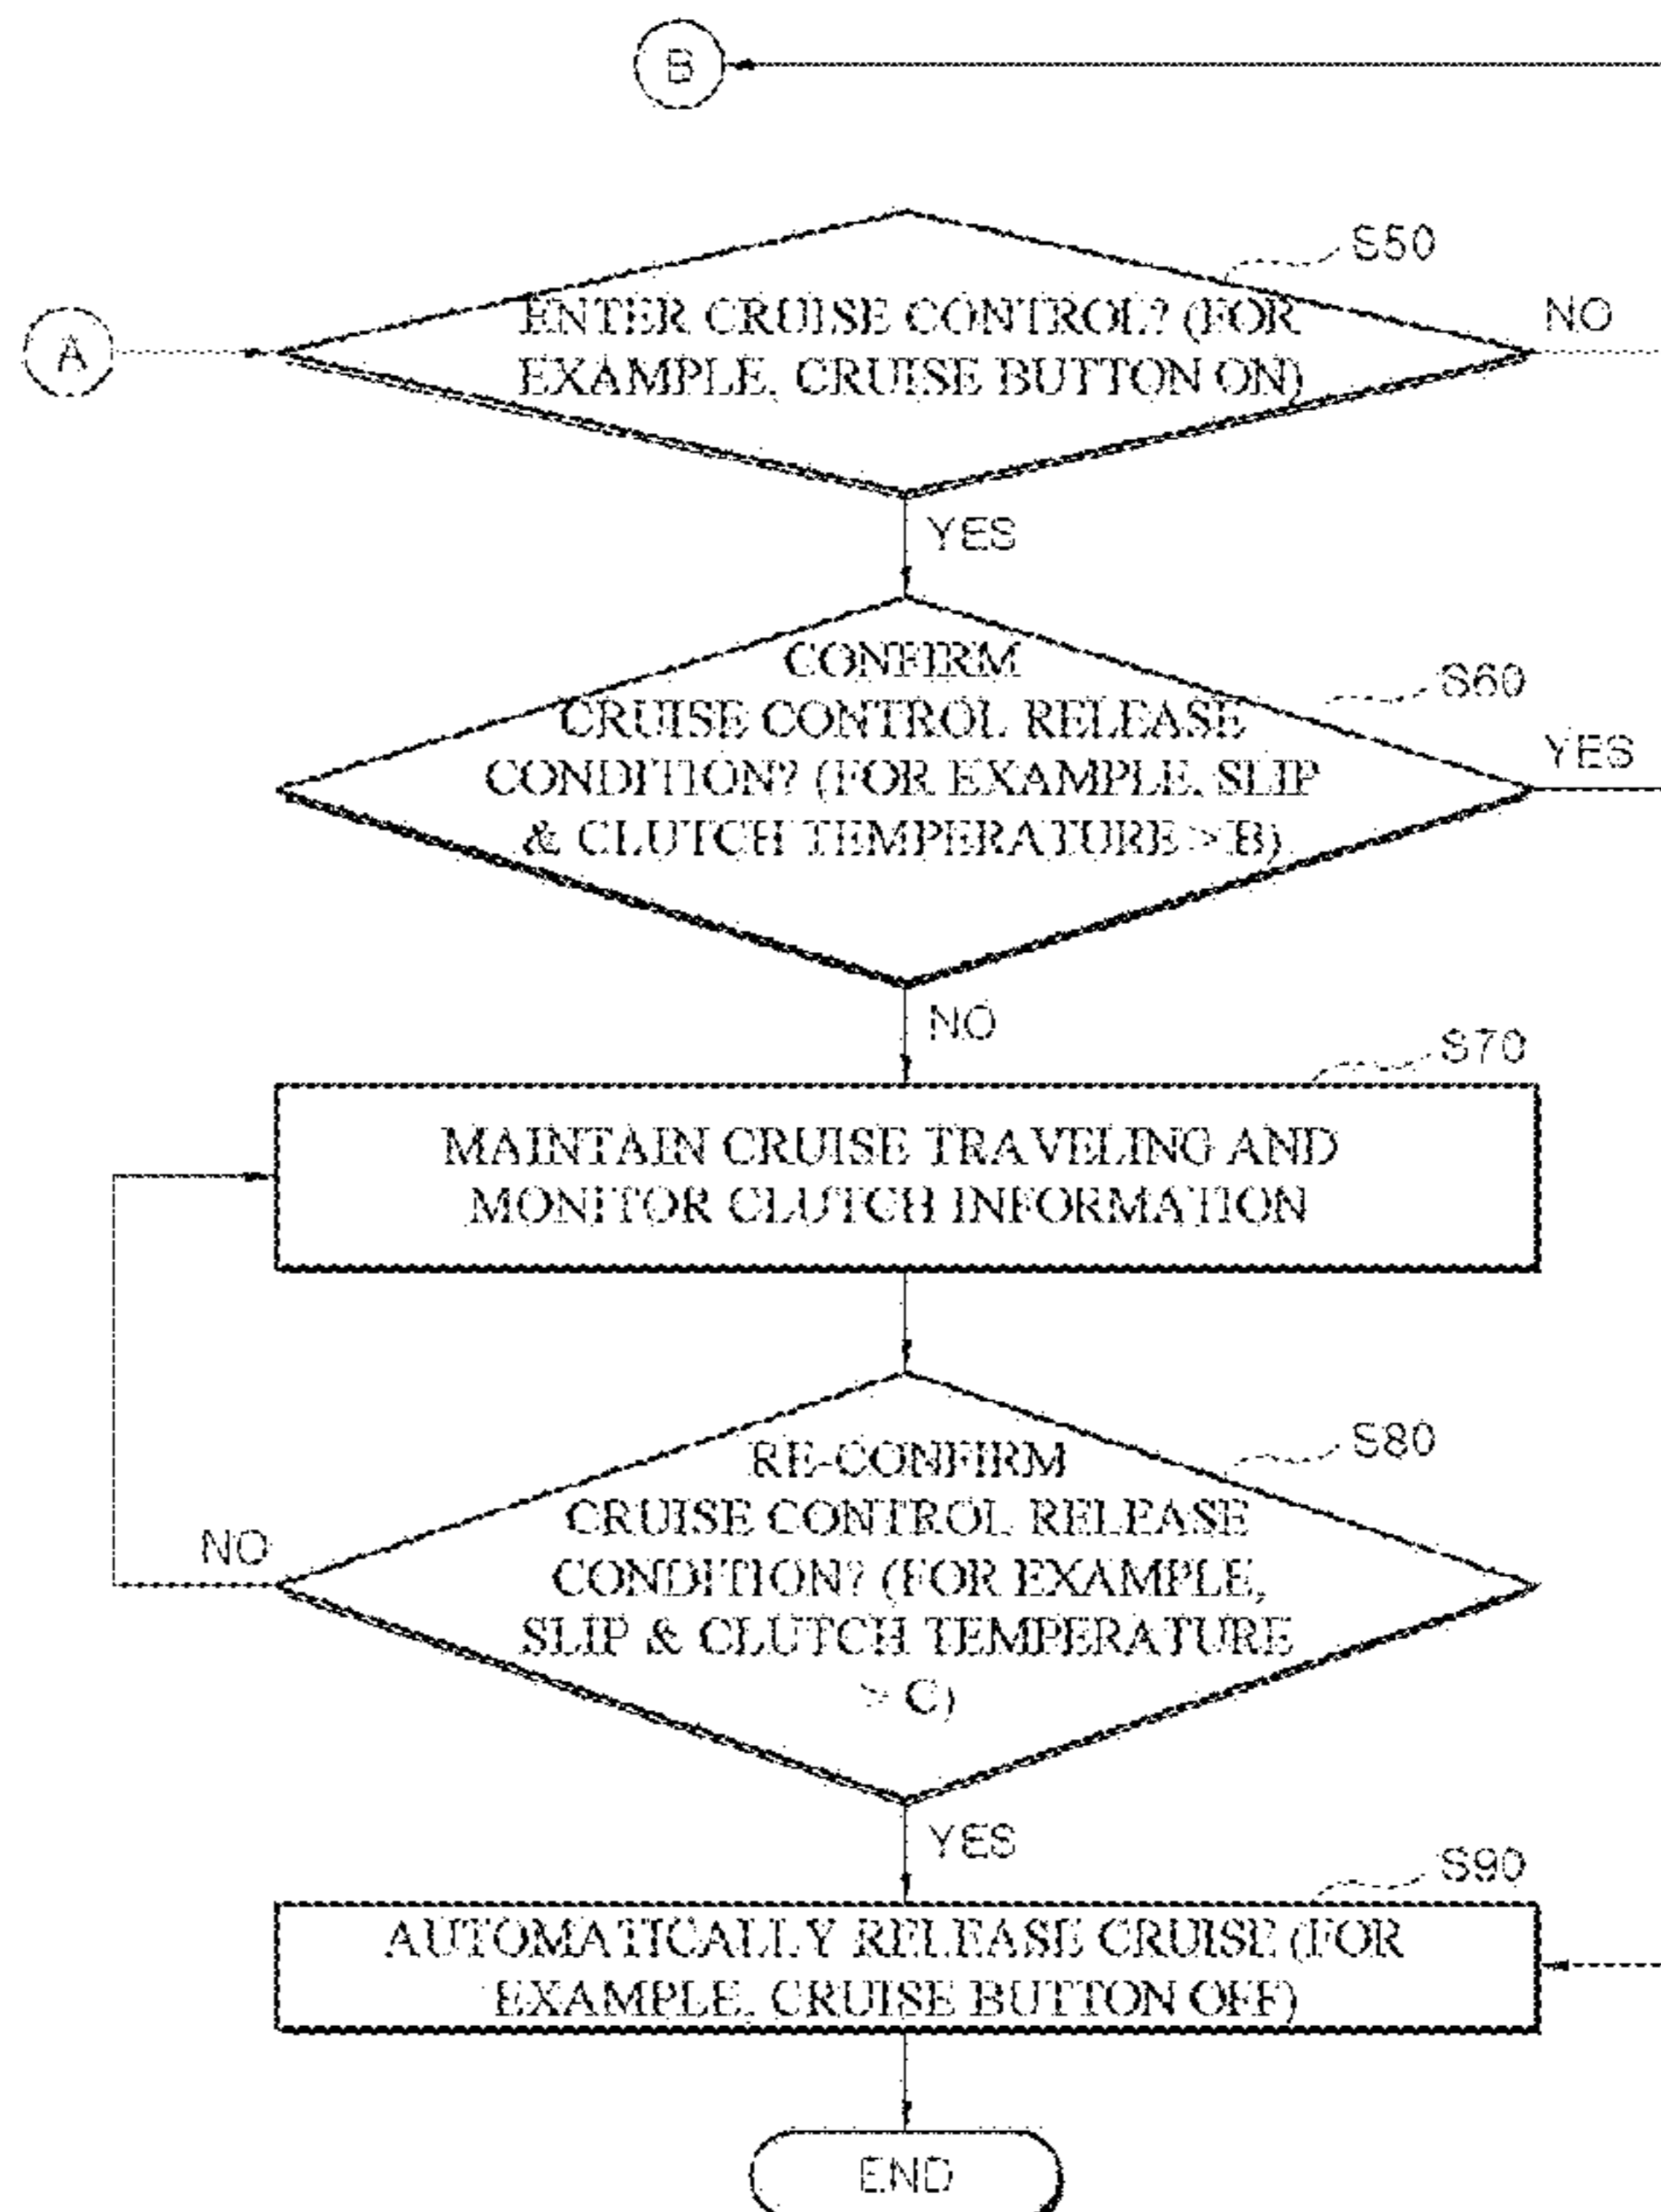 B
S50
A
ENTER CRUISE CONTROL? (FOR
NO
EXAMPLE, CRUISE BUTTON ON)
YES
CONFIRM
S60
CRUISE CONTROL RELEASE
CONDITION? (FOR EXAMPLE, SLIP
YES
& CLUTCH TEMPERATURE > B)
NO
S70
MAINTAIN CRUISE TRAVELING AND
MONITOR CLUTCH INFORMATION
S80
RE-CONFIRM
CRUISE CONTROL RELEASE
NO
CONDITION? (FOR EXAMPLE,
SLIP & CLUTCH TEMPERATURE
> C)
YES
S90
AUTOMATICALLY RELEASE CRUISE (FOR
EXAMPLE, CRUISE BUTTON OFF)
END